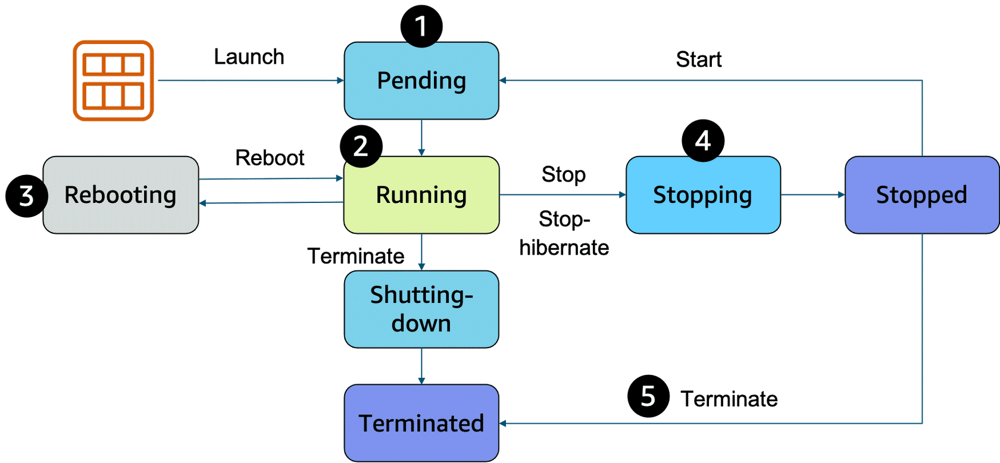 1
Launch
Pending
Start
2
4
Reboot
3
Rebooting
Running
Stop
Stopping
Stopped
Stop-
hibernate
Terminate
Shutting-
down
5
Terminate
Terminated